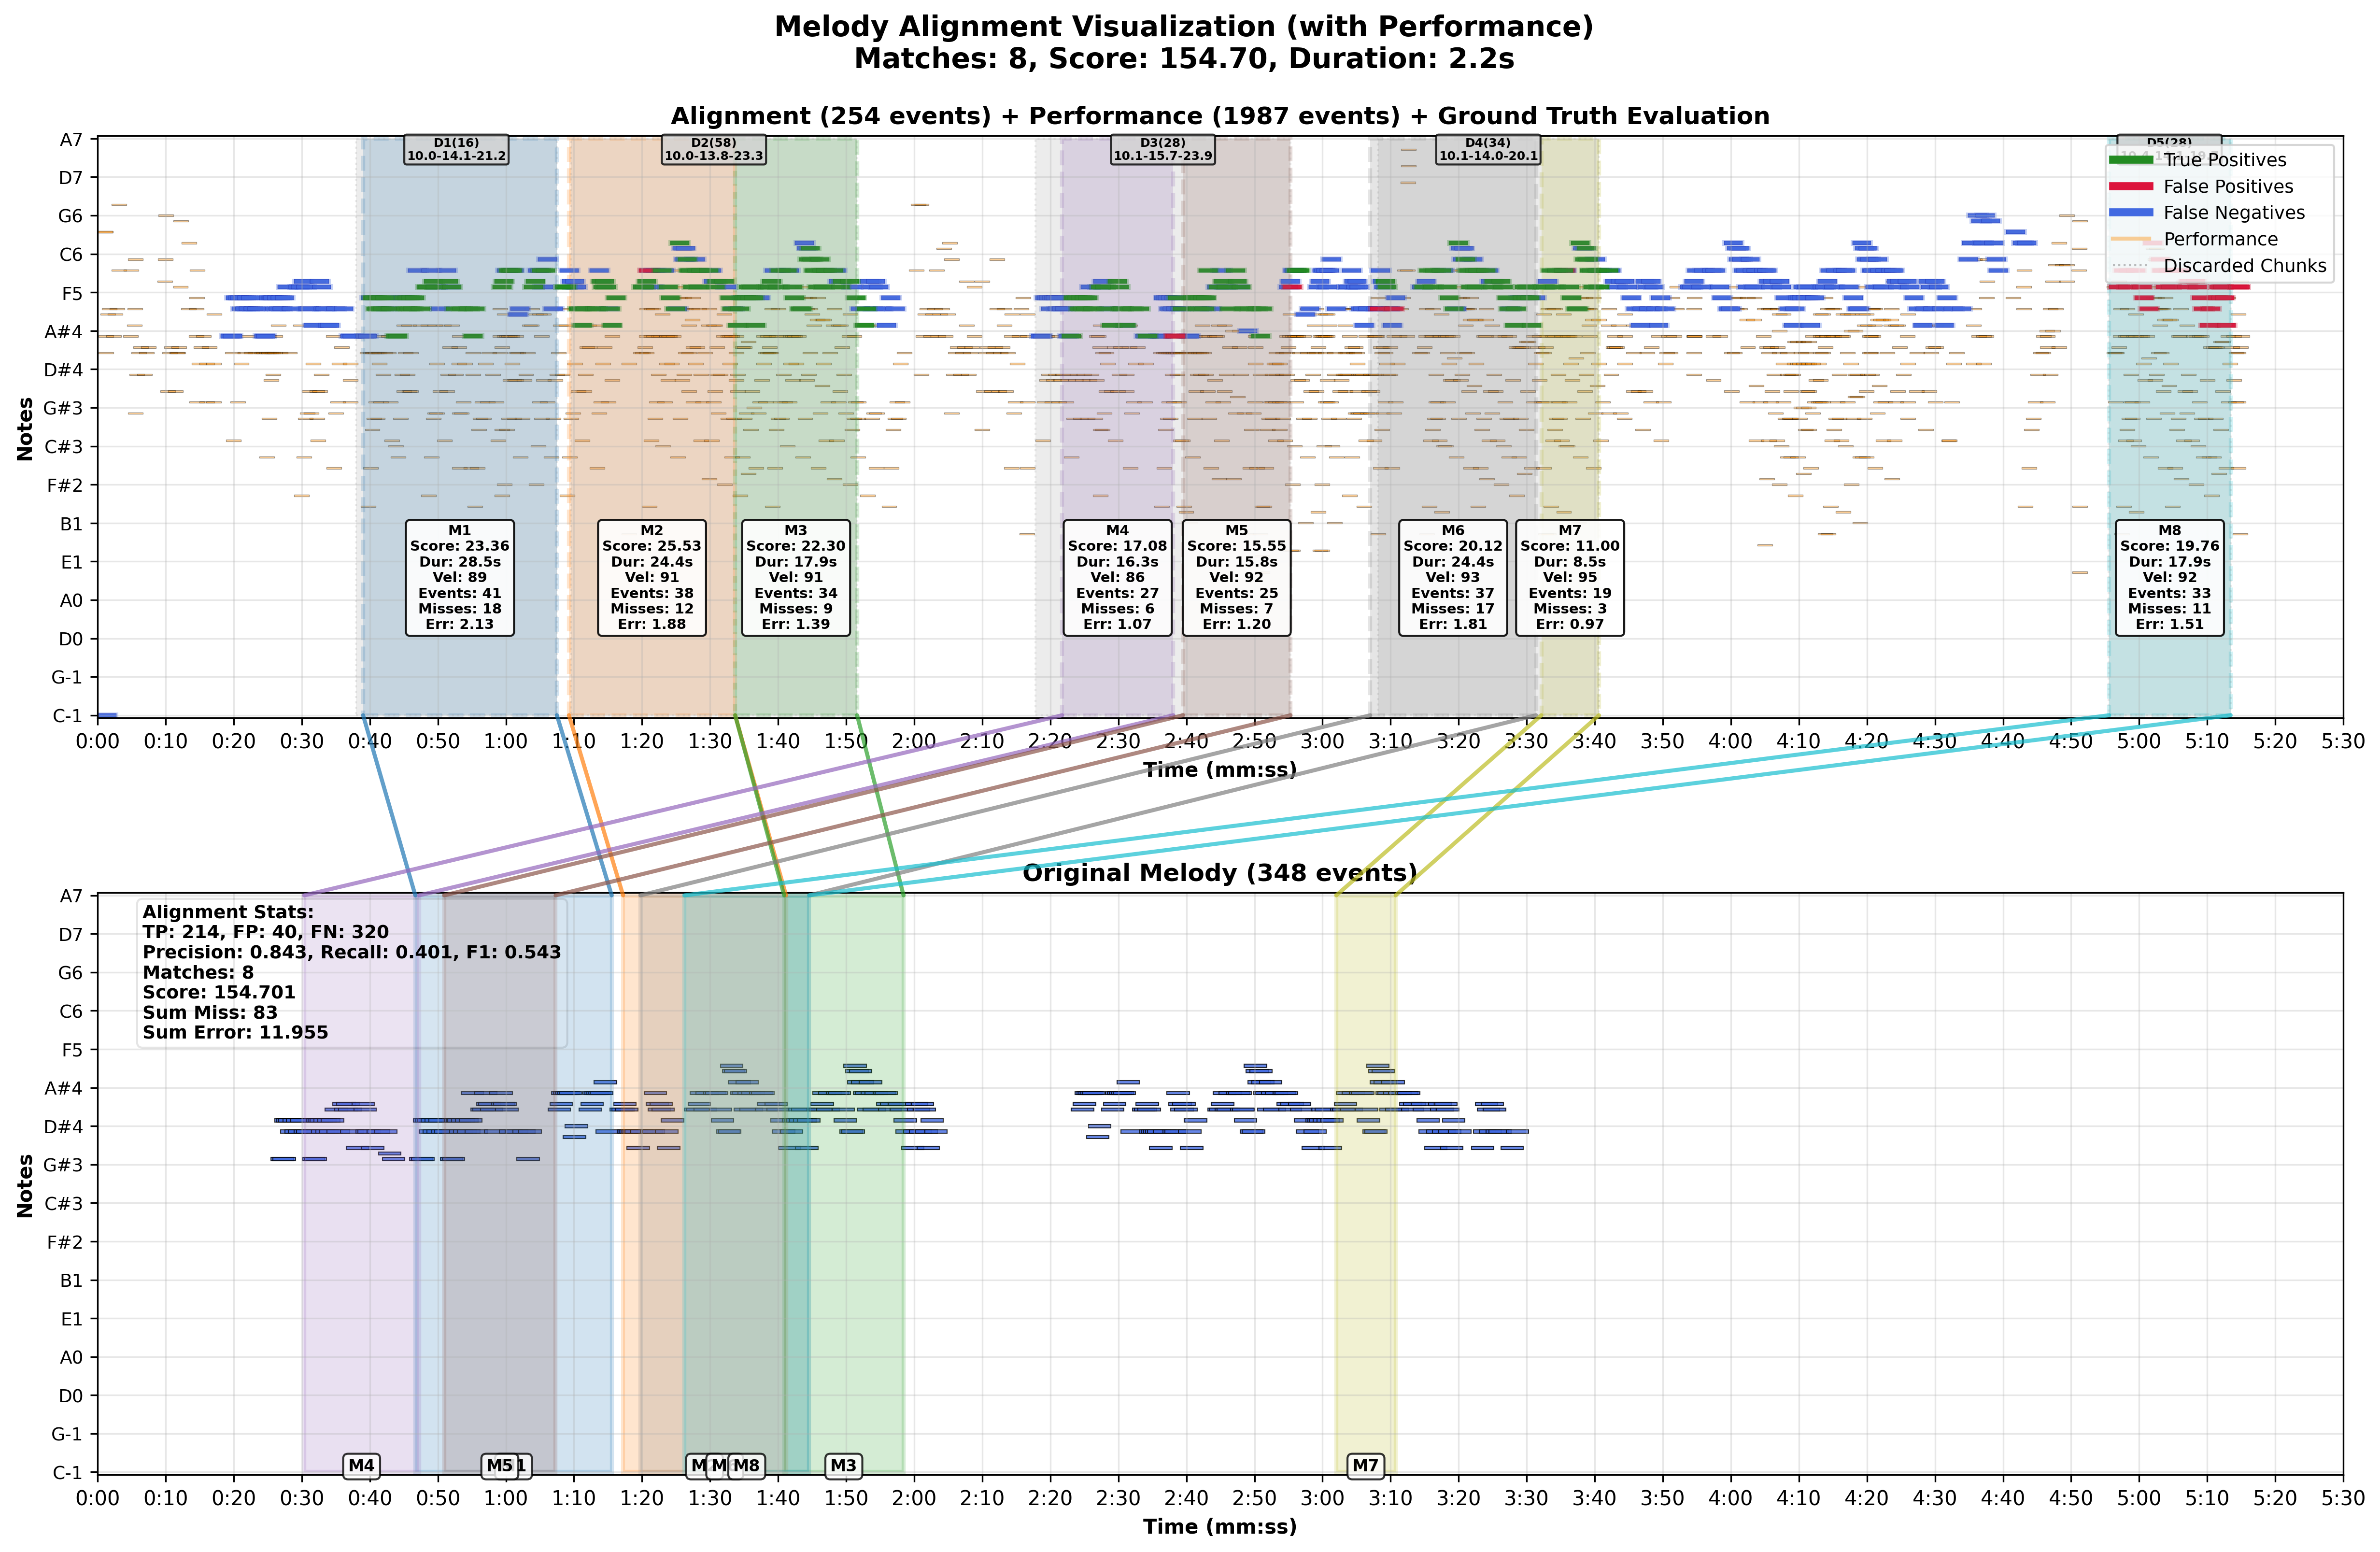 Melody Alignment Visualization (with Performance)
Matches: 8, Score: 154.70, Duration: 2.2s
Alignment (254 events) + Performance (1987 events) + Ground Truth Evaluation
A7
D7
G6
C6
F5
A#4
D#4
G#3
C#3
F#2
B1
E1
A0
D0
G-1
C-1
Notes
D1(16)
10.0-14.1-21.2
D2(58)
10.0-13.8-23.3
D3(28)
10.1-15.7-23.9
D4(34)
10.1-14.0-20.1
D5(28)
True Positives
False Positives
False Negatives
Performance
Discarded Chunks
M1
Score: 23.36
Dur: 28.5s
Vel: 89
Events: 41
Misses: 18
Err: 2.13
M2
Score: 25.53
Dur: 24.4s
Vel: 91
Events: 38
Misses: 12
Err: 1.88
M3
Score: 22.30
Dur: 17.9s
Vel: 91
Events: 34
Misses: 9
Err: 1.39
M4
Score: 17.08
Dur: 16.3s
Vel: 86
Events: 27
Misses: 6
Err: 1.07
M5
Score: 15.55
Dur: 15.8s
Vel: 92
Events: 25
Misses: 7
Err: 1.20
M6
Score: 20.12
Dur: 24.4s
Vel: 93
Events: 37
Misses: 17
Err: 1.81
M7
Score: 11.00
Dur: 8.5s
Vel: 95
Events: 19
Misses: 3
Err: 0.97
M8
Score: 19.76
Dur: 17.9s
Vel: 92
Events: 33
Misses: 11
Err: 1.51
0:00 0:10 0:20 0:30 0:40 0:50 1:00 1:10 1:20 1:30 1:40 1:50 2:00 2:10 2:20 2:30 2:40 2:50 3:00 3:10 3:20 3:30 3:40 3:50 4:00 4:10 4:20 4:30 4:40 4:50 5:00 5:10 5:20 5:30
Time (mm:ss)
Original Melody (348 events)
A7
D7
G6
C6
F5
A#4
D#4
G#3
C#3
F#2
B1
E1
A0
D0
G-1
C-1
Notes
Alignment Stats:
TP: 214, FP: 40, FN: 320
Precision: 0.843, Recall: 0.401, F1: 0.543
Matches: 8
Score: 154.701
Sum Miss: 83
Sum Error: 11.955
M4 M5 M8 M3 M7
0:00 0:10 0:20 0:30 0:40 0:50 1:00 1:10 1:20 1:30 1:40 1:50 2:00 2:10 2:20 2:30 2:40 2:50 3:00 3:10 3:20 3:30 3:40 3:50 4:00 4:10 4:20 4:30 4:40 4:50 5:00 5:10 5:20 5:30
Time (mm:ss)